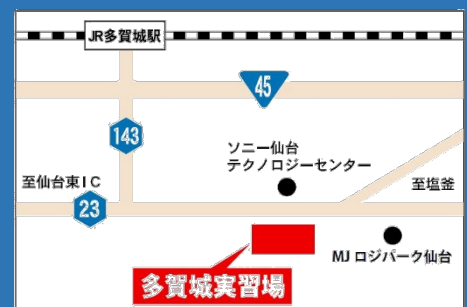 JR多賀城駅
45
143
ソニー仙台
テクノロジーセンター
至仙台東IC
至塩釜
23
MJ ロジパーク仙台
多賀城実習場